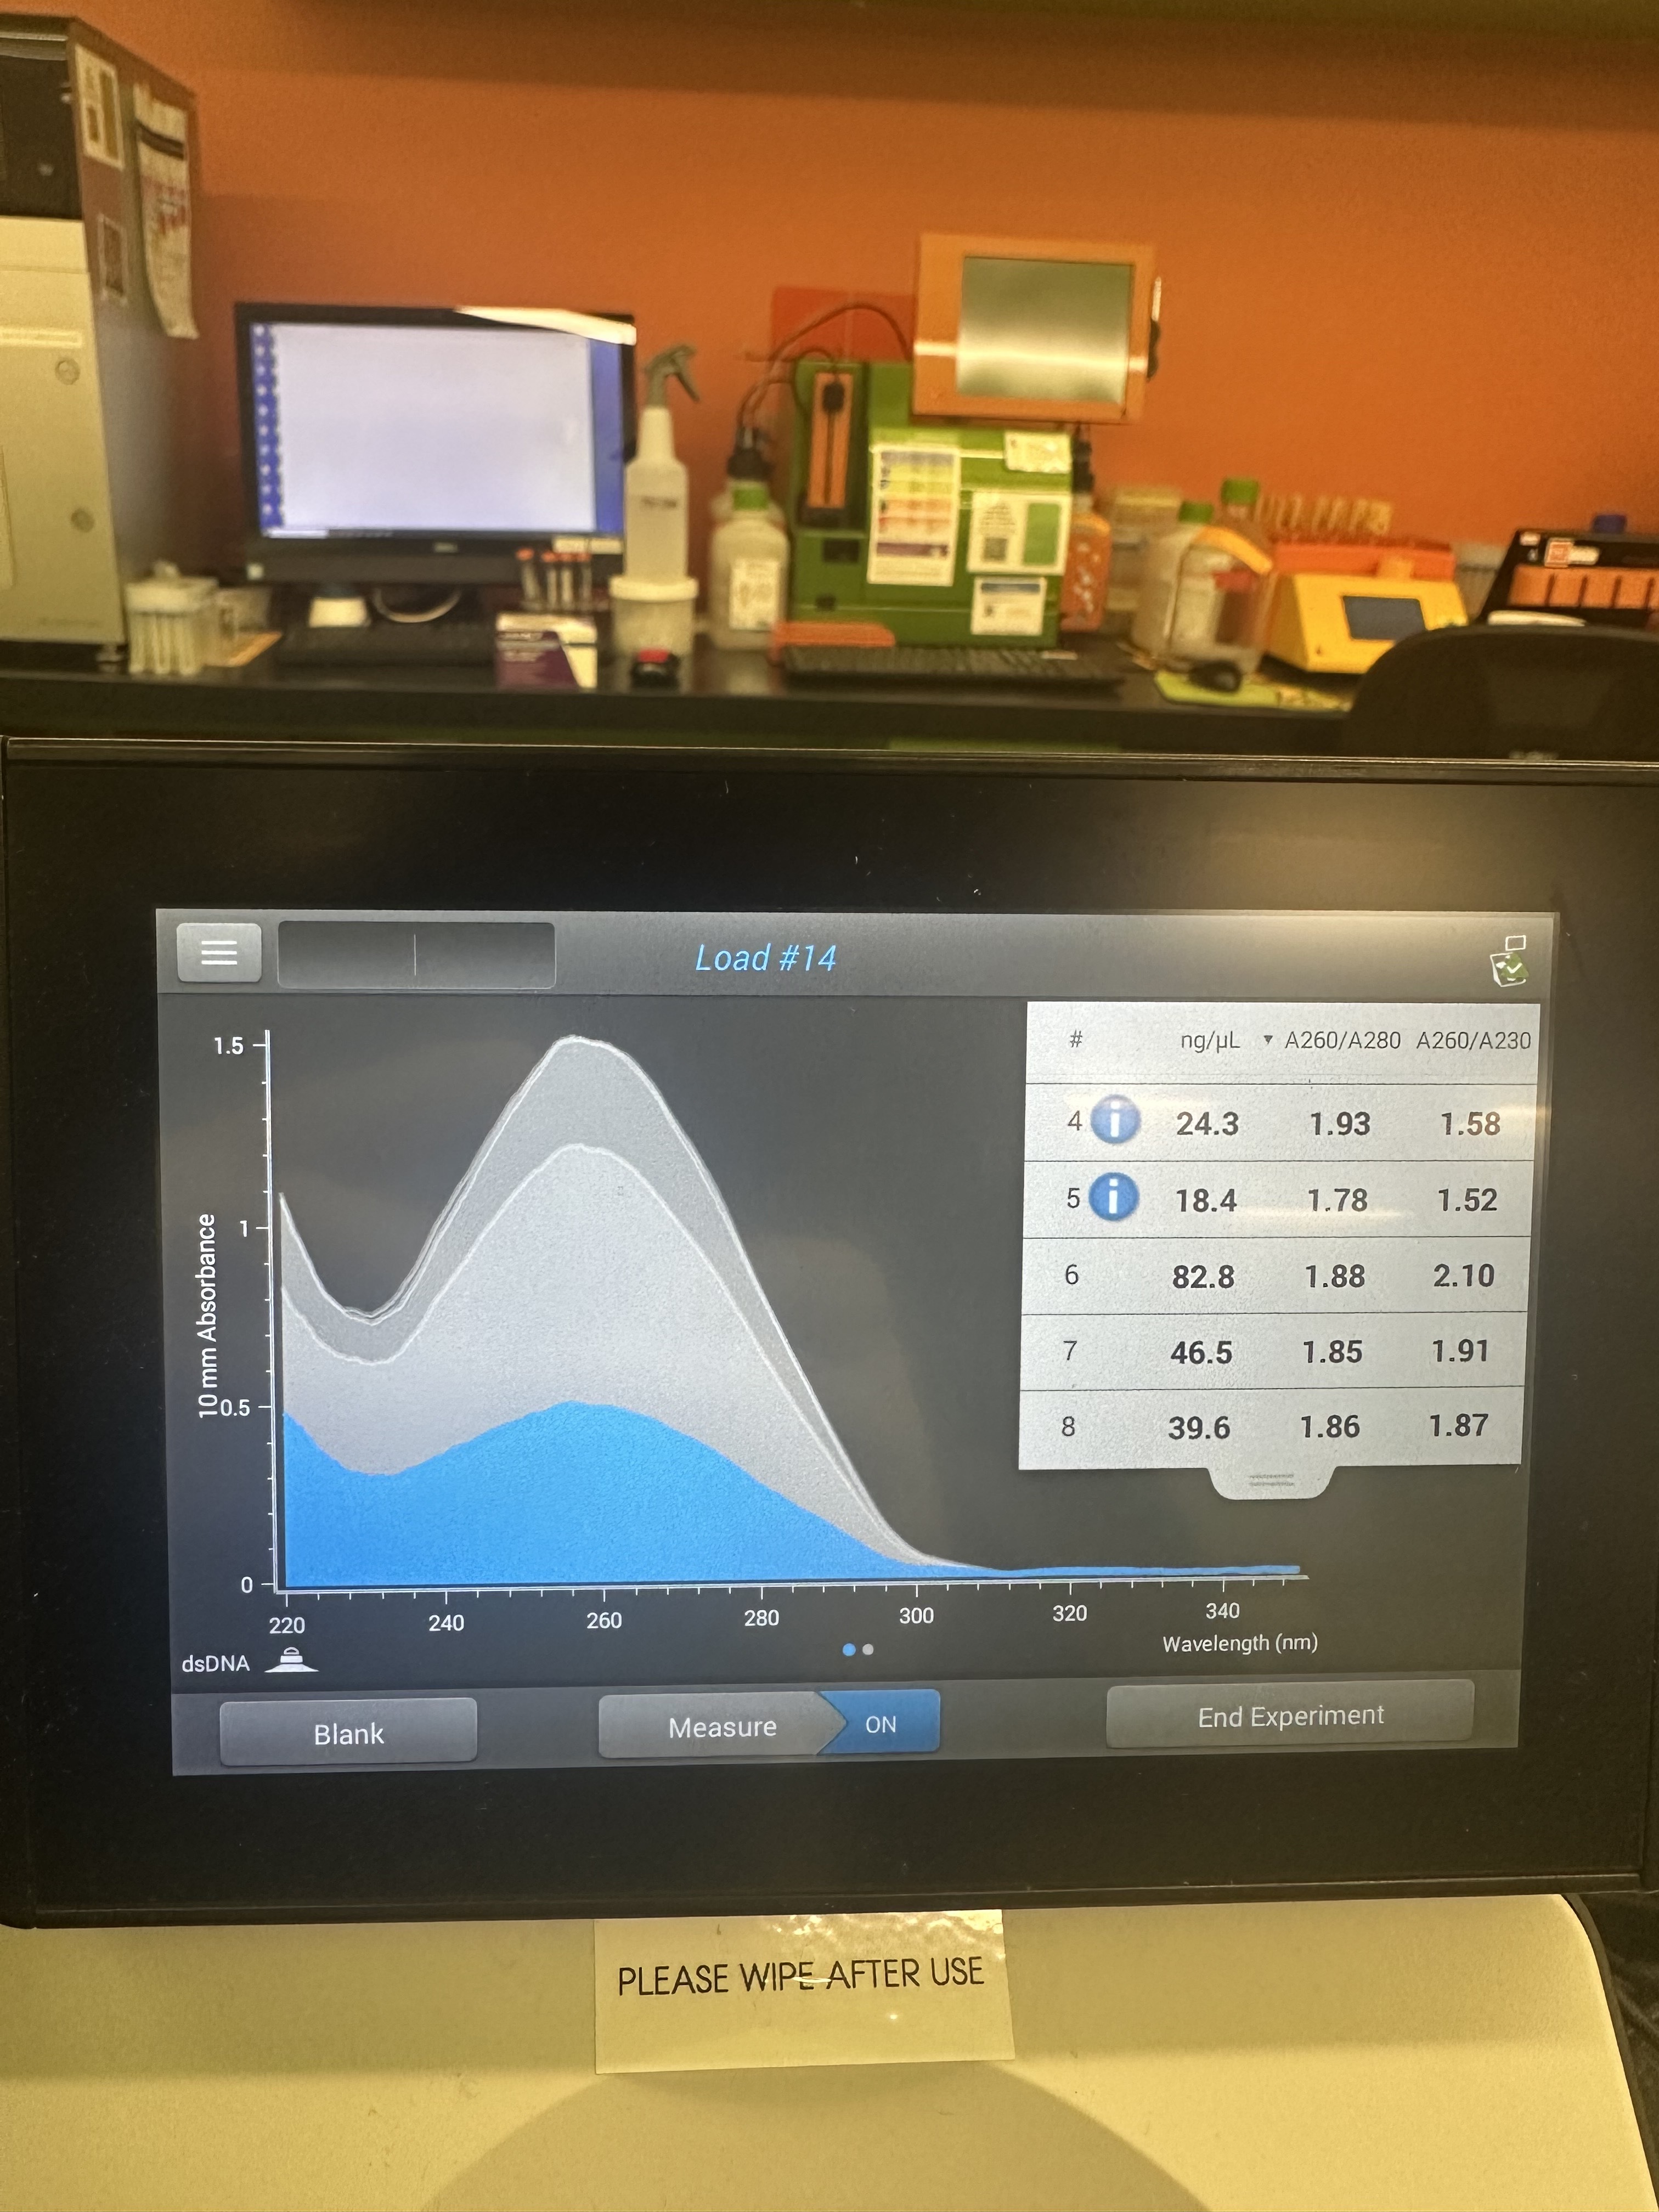 Load #14
# ng/µL ▼ A260/A280 A260/A230
4 i 24.3 1.93 1.58
5 i 18.4 1.78 1.52
6 82.8 1.88 2.10
7 46.5 1.85 1.91
8 39.6 1.86 1.87
10 mm Absorbance
1.5
1
0.5
0
220 240 260 280 300 320 340
Wavelength (nm)
dsDNA
Blank
Measure ON
End Experiment
PLEASE WIPE AFTER USE